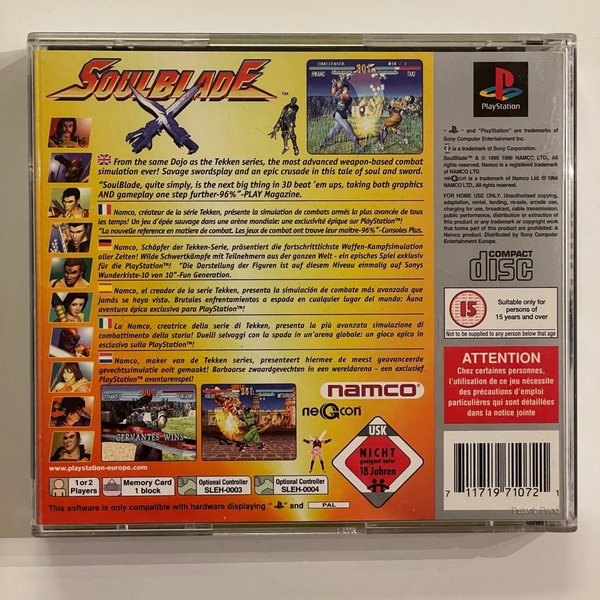 SOULBLADE
TM
CHALLENGER
WIN 1
HWANG
TAKI
PlayStation
🇬🇧 From the same Dojo as the Tekken series, the most advanced weapon-based combat
simulation ever! Savage swordsplay and an epic crusade in this tale of soul and sword.
"SoulBlade, quite simply, is the next big thing in 3D beat 'em ups, taking both graphics
AND gameplay one step further-96%"-PLAY Magazine.
Namco, créateur de la série Tekken, présente la simulation de combats armés la plus avancée de tous
les temps! Un jeu d'épée sauvage dans une arène mondiale: une exclusivité épique sur PlayStation!
"La nouvelle reference en matiere de combat. Les jeux de combat ont trouve leur maître-96%"-Consoles Plus.
Namco, Schöpfer der Tekken-Serie, präsentiert die fortschrittlichste Waffen-Kampfsimulation
aller Zeiten! Wilde Schwertkämpfe mit Teilnehmern aus der ganzen Welt - ein episches Spiel exklusiv
für die PlayStation! "Die Darstellung der Figuren ist auf diesem Niveau einmalig auf Sonys
Wunderkiste-10 von 10"-Fun Generation.
Namco, el creador de la serie Tekken, presenta la simulación de combate más avanzada que
jamás se haya visto. Brutales enfrentamientos a espada en cualquier lugar del mundo: Äuna
aventura épica exclusiva para PlayStation!
La Namco, creatrice della serie di Tekken, presenta la più avanzata simulazione di
combattimento della storia! Duelli selvaggi con la spada in un'arena globale: un gioco epico in
esclusiva sulla PlayStation!
Namco, maker van de Tekken series, presenteert hiermee de meest geavanceerde
gevechtssimulatie ooit gemaakt! Barbaarse zwaardgevechten in een wereldarena - een exclusief
PlayStation avonturenspel!
CERVANTES WINS
namco
neGcon
USK
NICHT
geeignet unter
18 Jahren
www.playstation-europe.com
1 or 2
Players
Memory Card
1 block
Optional Controller
SLEH-0003
Optional Controller
SLEH-0004
This software is only compatible with hardware displaying " " and PAL
" " and "PlayStation" are trademarks of
Sony Computer Entertainment Inc.
is a trademark of Sony Corporation.
SoulBlade™ & © 1995 1996 NAMCO LTD., All
rights reserved. Namco is a registered trademark
of Namco Ltd.
neGcon is a trademark of Namco Ltd. © 1994
NAMCO LTD., ALL RIGHTS RESERVED.
FOR HOME USE ONLY. Unauthorised copying,
adaptation, rental, lending, re-sale, arcade use,
charging for use, broadcast, cable transmission,
public performance, distribution or extraction of
this product or any trademark or copyright work
that forms part of this product are prohibited. A
Namco product. Distributed by Sony Computer
Entertainment Europe.
COMPACT
disc
15
Suitable only for
persons of
15 years and over
Not to be supplied to any person below that age
ATTENTION
Chez certaines personnes,
l'utilisation de ce jeu nécessite
des précautions d'emploi
particulières qui sont détaillées
dans la notice jointe
7 11719 71072 1